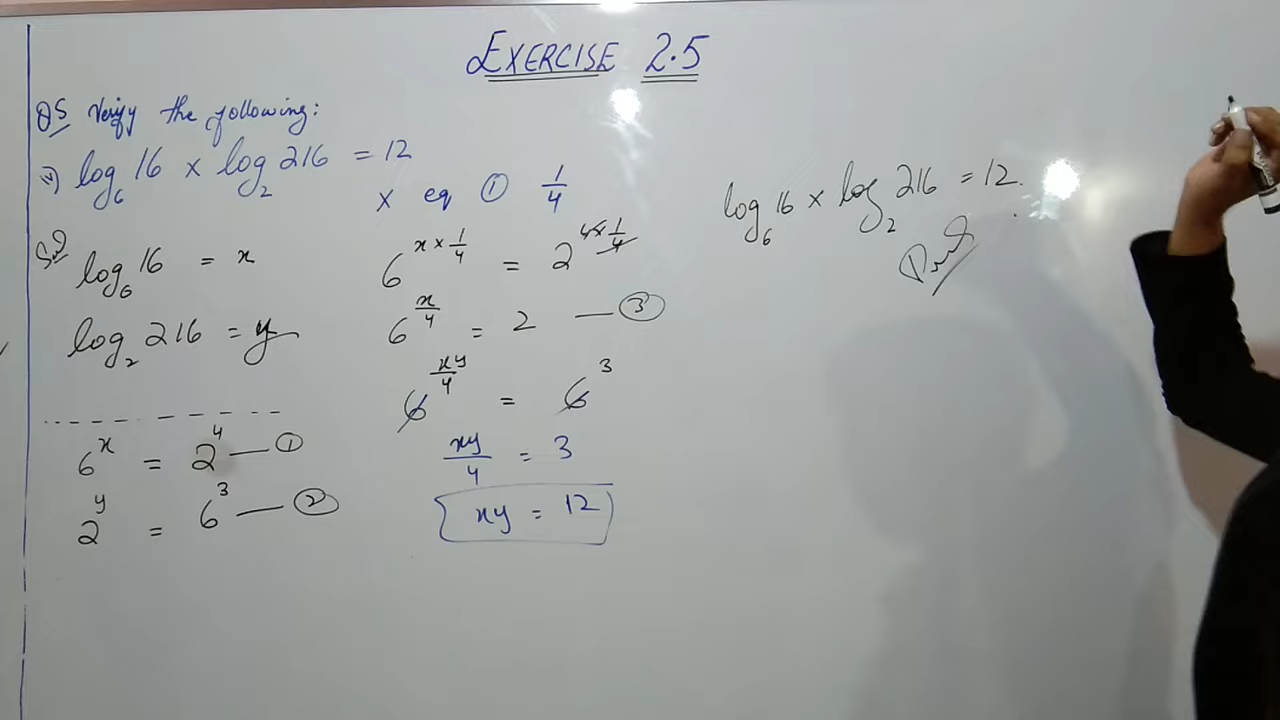 EXERCISE 2.5
Q5 Verify the following:
log₆ 16 × log₂ 216 = 12
Sol
log₆ 16 = x
log₂ 216 = y
6^x = 2^4 — ①
2^y = 6^3 — ②
× eq ① 1/4
6^(x × 1/4) = 2^(4 × 1/4)
6^(x/4) = 2 — ③
6^(xy/4) = 6^3
xy/4 = 3
xy = 12
log₆ 16 × log₂ 216 = 12.